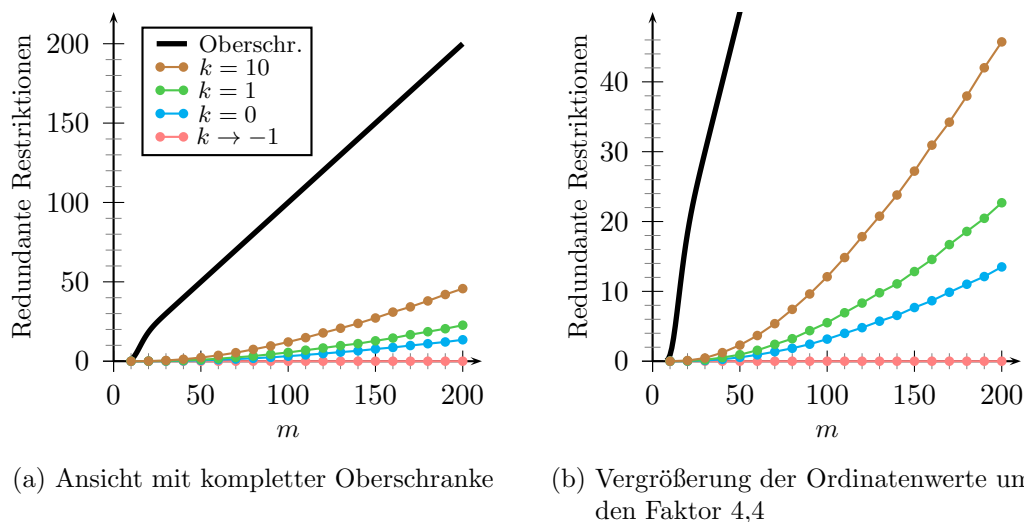 Redundante Restriktionen
200
150
100
50
0
Oberschr.
k = 10
k = 1
k = 0
k → −1
0 50 100 150 200
m
(a) Ansicht mit kompletter Oberschranke
Redundante Restriktionen
40
20
0
0 50 100 150 200
m
(b) Vergrößerung der Ordinatenwerte um
den Faktor 4,4